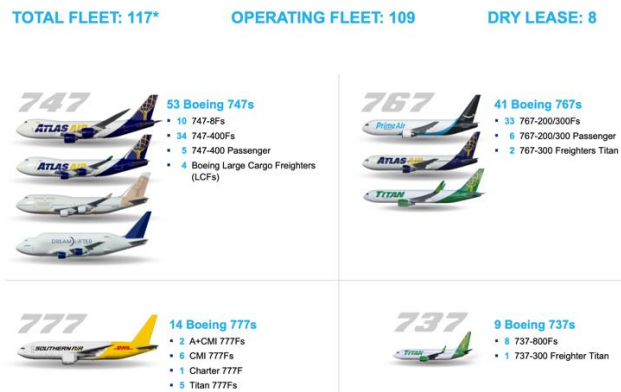 TOTAL FLEET: 117*
OPERATING FLEET: 109
DRY LEASE: 8
747
ATLAS AIR
ATLAS AIR
DREAMLIFTER
53 Boeing 747s
▪ 10 747-8Fs
▪ 34 747-400Fs
▪ 5 747-400 Passenger
▪ 4 Boeing Large Cargo Freighters
(LCFs)
767
Prime Air
ATLAS AIR
TITAN
41 Boeing 767s
▪ 33 767-200/300Fs
▪ 6 767-200/300 Passenger
▪ 2 767-300 Freighters Titan
777
SOUTHERN AIR
DHL
14 Boeing 777s
▪ 2 A+CMI 777Fs
▪ 6 CMI 777Fs
▪ 1 Charter 777F
▪ 5 Titan 777Fs
737
TITAN
9 Boeing 737s
▪ 8 737-800Fs
▪ 1 737-300 Freighter Titan